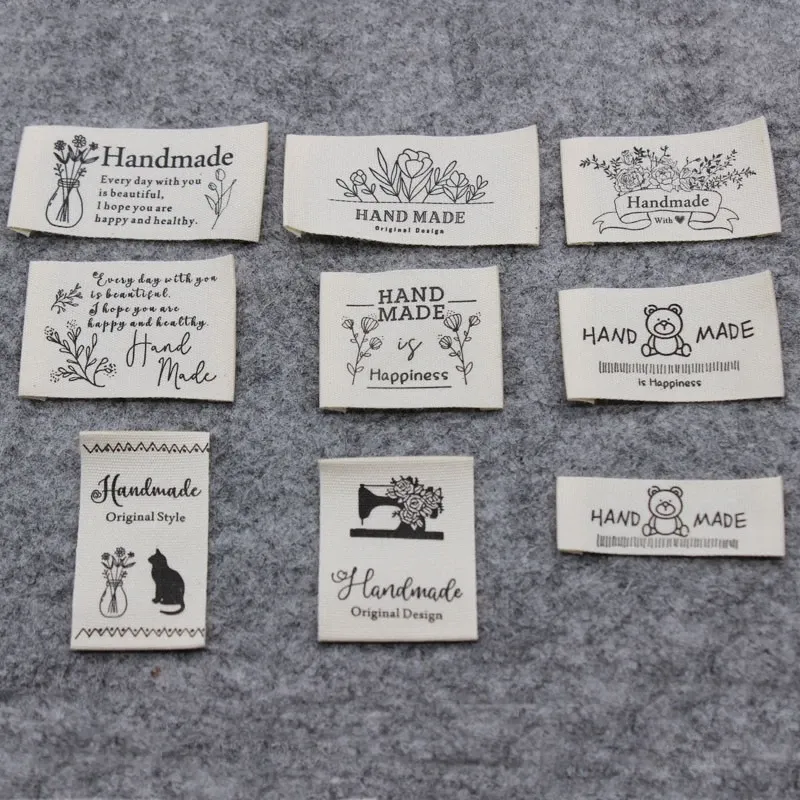 Handmade
Every day with you
is beautiful,
I hope you are
happy and healthy.
HAND MADE
Original Design
Handmade
With
Every day with you
is beautiful.
I hope you are
happy and healthy.
Hand
Made
HAND
MADE
is
Happiness
HAND MADE
is Happiness
Handmade
Original Style
Handmade
Original Design
HAND MADE